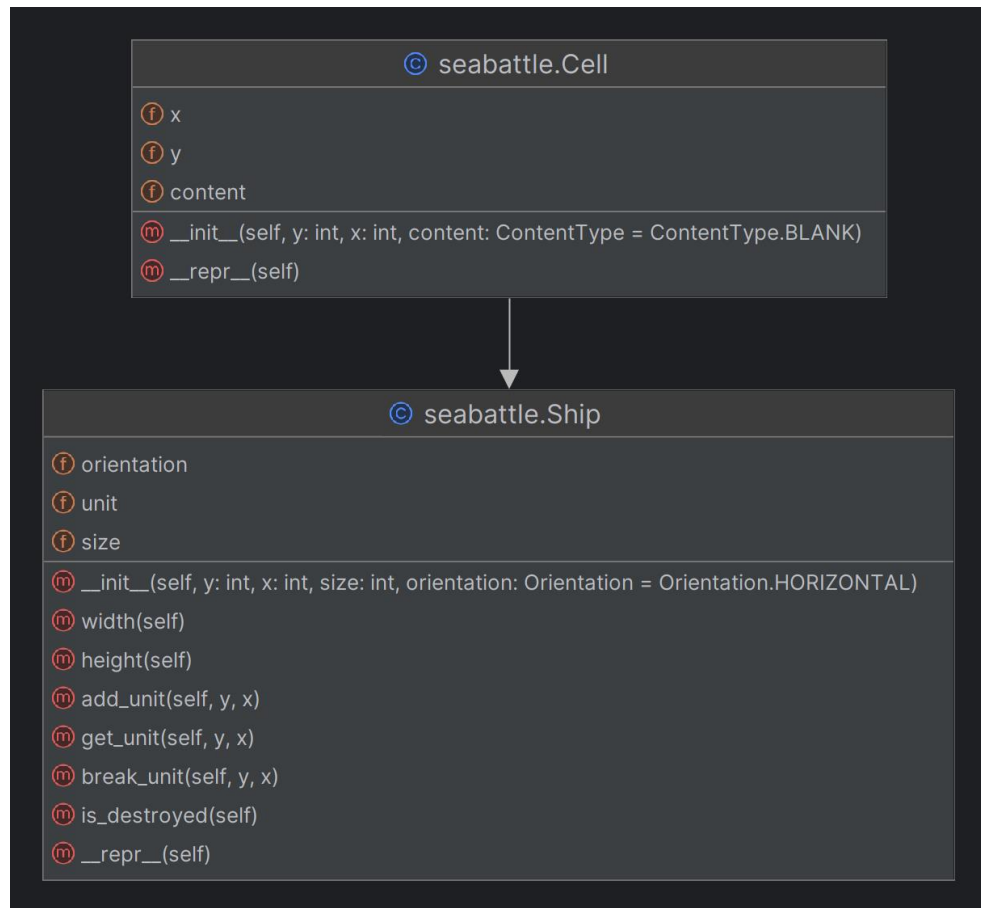 seabattle.Cell
x
y
content
__init__(self, y: int, x: int, content: ContentType = ContentType.BLANK)
__repr__(self)
seabattle.Ship
orientation
unit
size
__init__(self, y: int, x: int, size: int, orientation: Orientation = Orientation.HORIZONTAL)
width(self)
height(self)
add_unit(self, y, x)
get_unit(self, y, x)
break_unit(self, y, x)
is_destroyed(self)
__repr__(self)